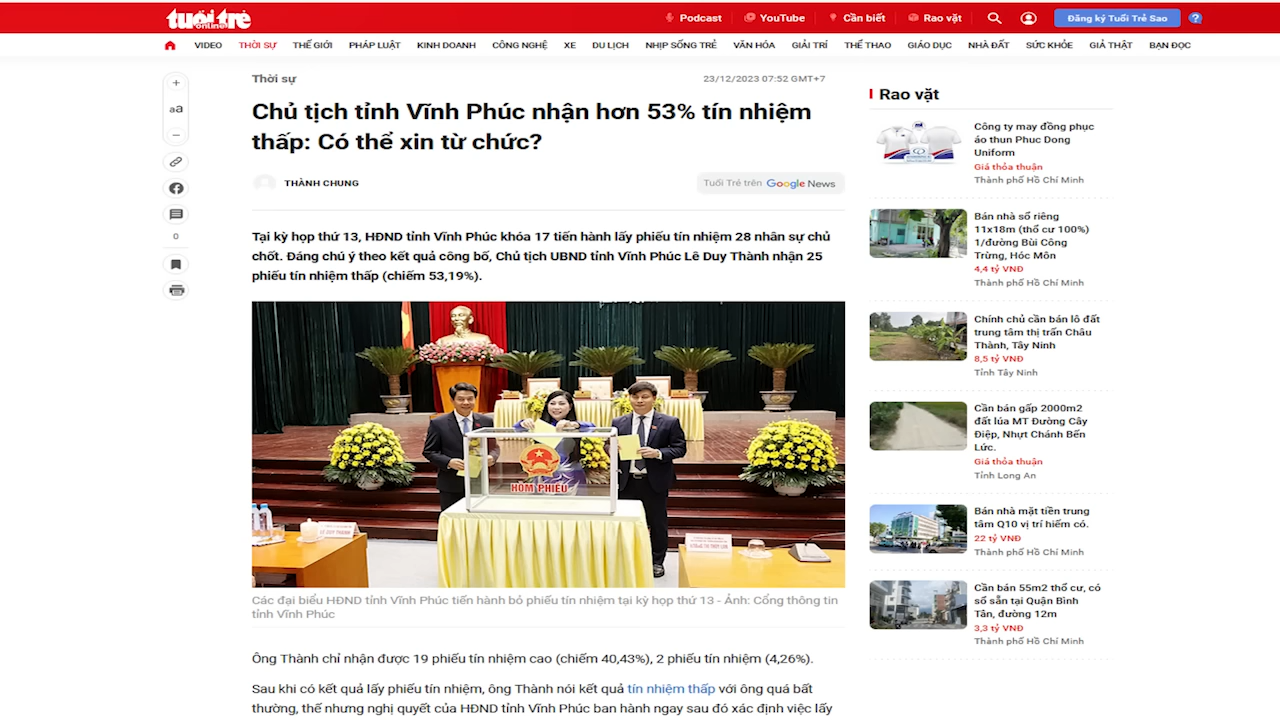 tuổi trẻ
online
Podcast
YouTube
Cần biết
Rao vặt
Đăng ký Tuổi Trẻ Sao
?
VIDEO
THỜI SỰ
THẾ GIỚI
PHÁP LUẬT
KINH DOANH
CÔNG NGHỆ
XE
DU LỊCH
NHỊP SỐNG TRẺ
VĂN HÓA
GIẢI TRÍ
THỂ THAO
GIÁO DỤC
NHÀ ĐẤT
SỨC KHỎE
GIẢ THẬT
BẠN ĐỌC
+
aa
−
0
Thời sự
23/12/2023 07:52 GMT+7
Chủ tịch tỉnh Vĩnh Phúc nhận hơn 53% tín nhiệm
thấp: Có thể xin từ chức?
THÀNH CHUNG
Tuổi Trẻ trên Google News
Tại kỳ họp thứ 13, HĐND tỉnh Vĩnh Phúc khóa 17 tiến hành lấy phiếu tín nhiệm 28 nhân sự chủ
chốt. Đáng chú ý theo kết quả công bố, Chủ tịch UBND tỉnh Vĩnh Phúc Lê Duy Thành nhận 25
phiếu tín nhiệm thấp (chiếm 53,19%).
HÒM PHIẾU
LÊ DUY THÀNH
Các đại biểu HĐND tỉnh Vĩnh Phúc tiến hành bỏ phiếu tín nhiệm tại kỳ họp thứ 13 - Ảnh: Cổng thông tin
tỉnh Vĩnh Phúc
Ông Thành chỉ nhận được 19 phiếu tín nhiệm cao (chiếm 40,43%), 2 phiếu tín nhiệm (4,26%).
Sau khi có kết quả lấy phiếu tín nhiệm, ông Thành nói kết quả tín nhiệm thấp với ông quá bất
thường, thế nhưng nghị quyết của HĐND tỉnh Vĩnh Phúc ban hành ngay sau đó xác định việc lấy
Rao vặt
Công ty may đồng phục
áo thun Phuc Dong
Uniform
Giá thỏa thuận
Thành phố Hồ Chí Minh
Bán nhà sổ riêng
11x18m (thổ cư 100%)
1/đường Bùi Công
Trừng, Hóc Môn
4,4 tỷ VNĐ
Thành phố Hồ Chí Minh
Chính chủ cần bán lô đất
trung tâm thị trấn Châu
Thành, Tây Ninh
8,5 tỷ VNĐ
Tỉnh Tây Ninh
Cần bán gấp 2000m2
đất lúa MT Đường Cây
Điệp, Nhựt Chánh Bến
Lức.
Giá thỏa thuận
Tỉnh Long An
Bán nhà mặt tiền trung
tâm Q10 vị trí hiếm có.
22 tỷ VNĐ
Thành phố Hồ Chí Minh
Cần bán 55m2 thổ cư, có
sổ sẵn tại Quận Bình
Tân, đường 12m
3,3 tỷ VNĐ
Thành phố Hồ Chí Minh